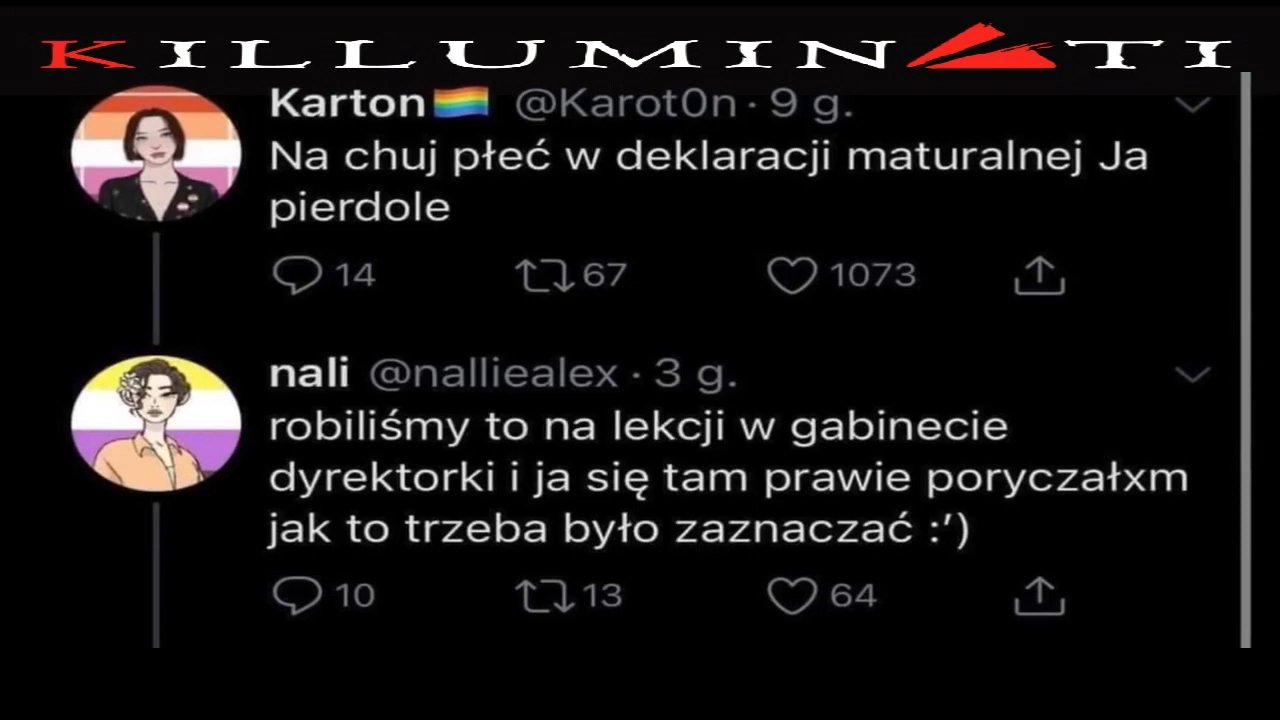 KILLUMINATI
Karton🏳️‍🌈 @Karot0n · 9 g.
Na chuj płeć w deklaracji maturalnej Ja
pierdole
14 67 1073
nali @nalliealex · 3 g.
robiliśmy to na lekcji w gabinecie
dyrektorki i ja się tam prawie poryczałxm
jak to trzeba było zaznaczać :’)
10 13 64